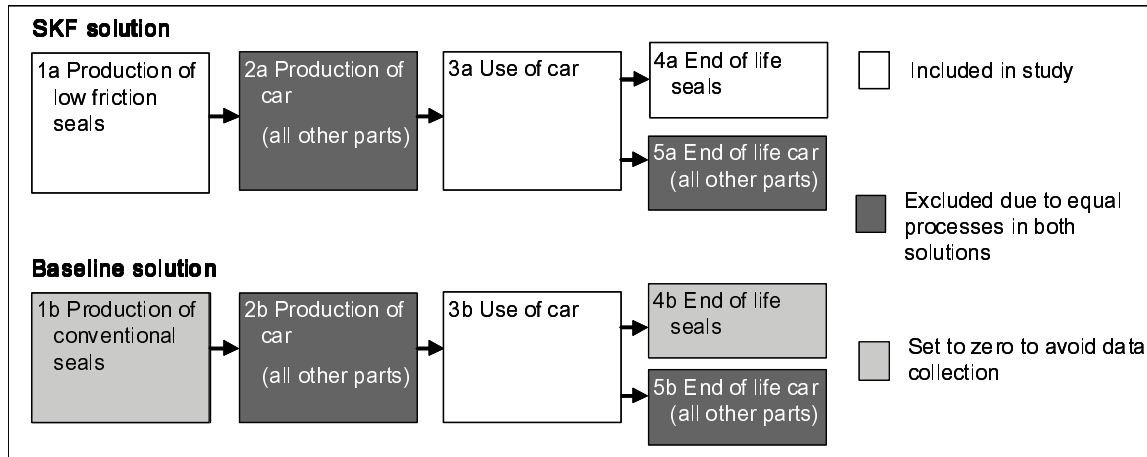 SKF solution
1a Production of
low friction
seals
2a Production of
car
(all other parts)
3a Use of car
4a End of life
seals
5a End of life car
(all other parts)
Included in study
Excluded due to equal
processes in both
solutions
Baseline solution
1b Production of
conventional
seals
2b Production of
car
(all other parts)
3b Use of car
4b End of life
seals
5b End of life car
(all other parts)
Set to zero to avoid data
collection